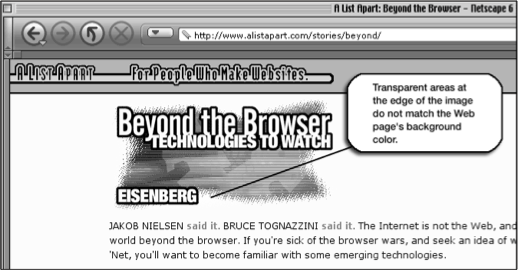 A List Apart: Beyond the Browser - Netscape 6
http://www.alistapart.com/stories/beyond/
A LIST APART For People Who Make Websites.
Transparent areas at
the edge of the image
do not match the Web
page's background
color.
Beyond the Browser
TECHNOLOGIES TO WATCH
EISENBERG
JAKOB NIELSEN said it. BRUCE TOGNAZZINI said it. The Internet is not the Web, and
world beyond the browser. If you're sick of the browser wars, and seek an idea of w
'Net, you'll want to become familiar with some emerging technologies.